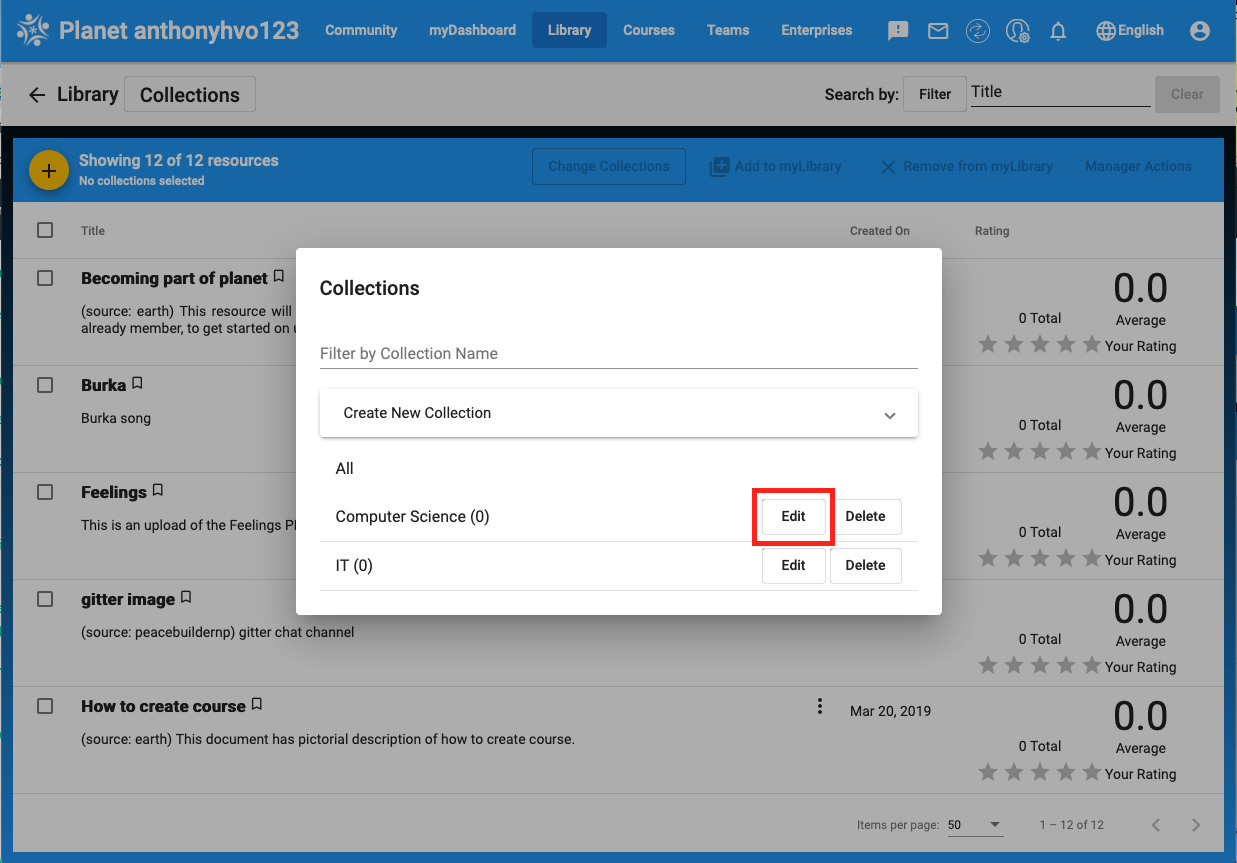 Planet anthonyhvo123
Community
myDashboard
Library
Courses
Teams
Enterprises
English
Library
Collections
Search by:
Filter
Title
Clear
Showing 12 of 12 resources
No collections selected
Change Collections
Add to myLibrary
Remove from myLibrary
Manager Actions
Title
Created On
Rating
Becoming part of planet
(source: earth) This resource will
already member, to get started on
0 Total
0.0
Average
Your Rating
Collections
Filter by Collection Name
Create New Collection
All
Computer Science (0)
Edit
Delete
IT (0)
Edit
Delete
Burka
Burka song
0 Total
0.0
Average
Your Rating
Feelings
This is an upload of the Feelings
0 Total
0.0
Average
Your Rating
gitter image
(source: peacebuildernp) gitter chat channel
0 Total
0.0
Average
Your Rating
How to create course
(source: earth) This document has pictorial description of how to create course.
Mar 20, 2019
0 Total
0.0
Average
Your Rating
Items per page:
50
1 – 12 of 12